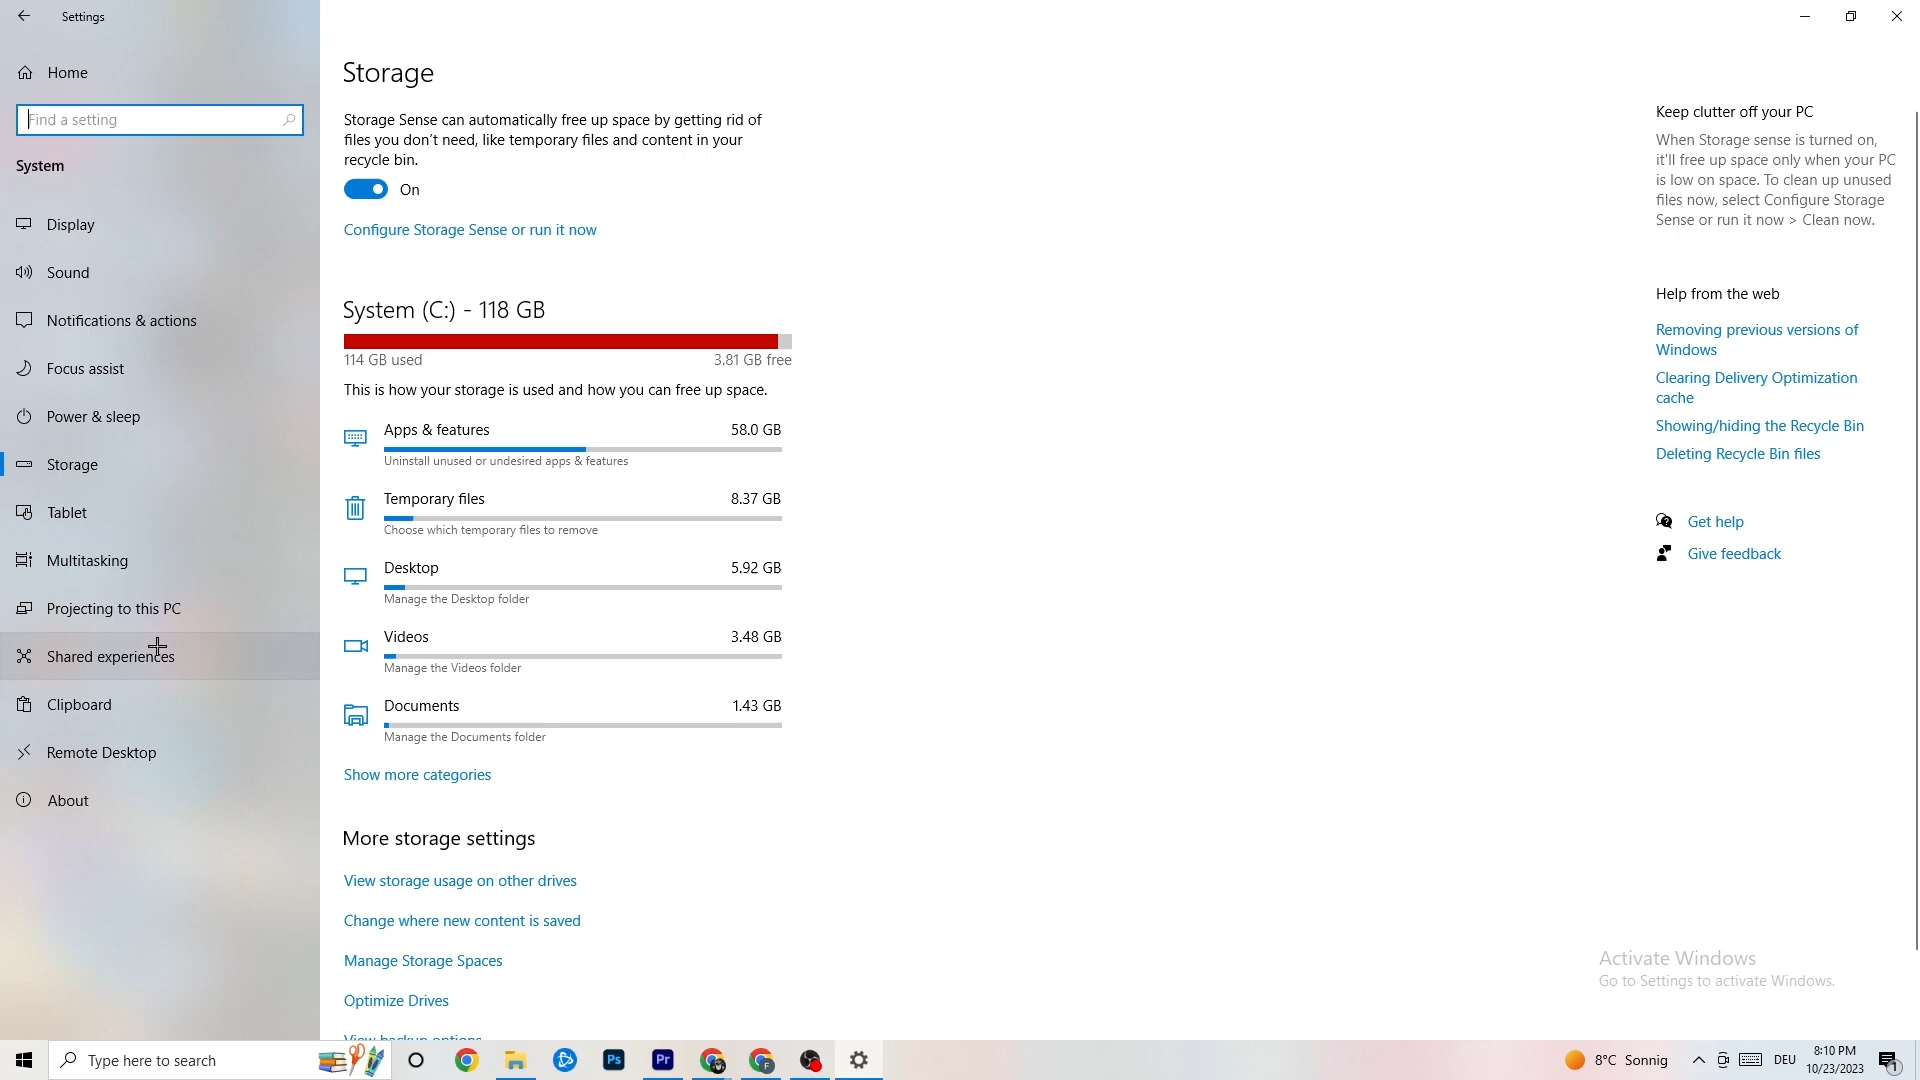 Settings
Home
Find a setting
System
Display
Sound
Notifications & actions
Focus assist
Power & sleep
Storage
Tablet
Multitasking
Projecting to this PC
Shared experiences
Clipboard
Remote Desktop
About
Storage
Storage Sense can automatically free up space by getting rid of
files you don't need, like temporary files and content in your
recycle bin.
On
Configure Storage Sense or run it now
System (C:) - 118 GB
114 GB used 3.81 GB free
This is how your storage is used and how you can free up space.
Apps & features 58.0 GB
Uninstall unused or undesired apps & features
Temporary files 8.37 GB
Choose which temporary files to remove
Desktop 5.92 GB
Manage the Desktop folder
Videos 3.48 GB
Manage the Videos folder
Documents 1.43 GB
Manage the Documents folder
Show more categories
More storage settings
View storage usage on other drives
Change where new content is saved
Manage Storage Spaces
Optimize Drives
View backup options
Keep clutter off your PC
When Storage sense is turned on,
it'll free up space only when your PC
is low on space. To clean up unused
files now, select Configure Storage
Sense or run it now > Clean now.
Help from the web
Removing previous versions of
Windows
Clearing Delivery Optimization
cache
Showing/hiding the Recycle Bin
Deleting Recycle Bin files
Get help
Give feedback
Activate Windows
Go to Settings to activate Windows.
Type here to search
Ps
Pr
F
8°C Sonnig
DEU
8:10 PM
10/23/2023
1